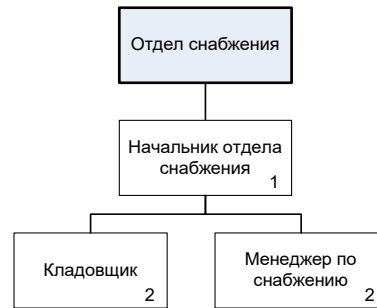 Отдел снабжения
Начальник отдела
снабжения
1
Кладовщик
2
Менеджер по
снабжению
2